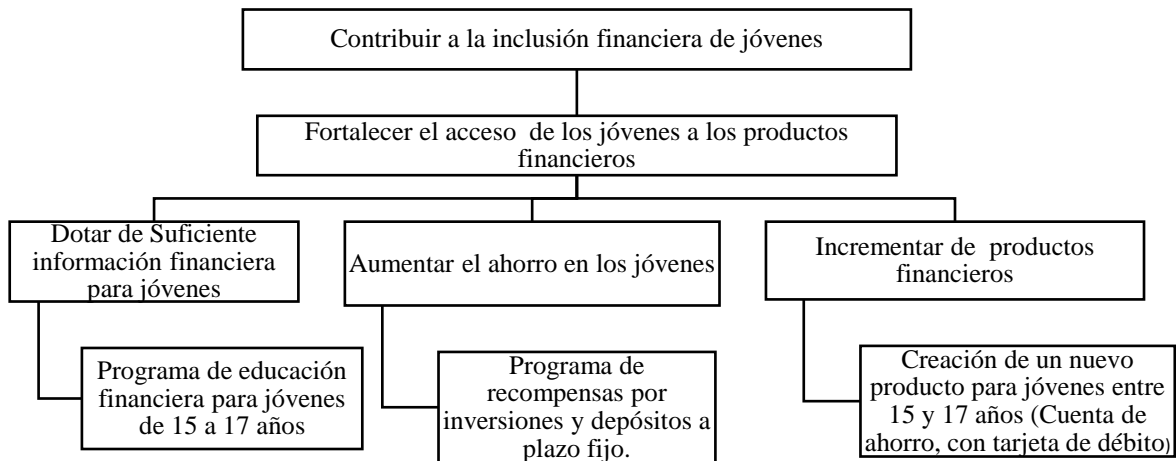 Contribuir a la inclusión financiera de jóvenes
Fortalecer el acceso de los jóvenes a los productos
financieros
Dotar de Suficiente
información financiera
para jóvenes
Aumentar el ahorro en los jóvenes
Incrementar de productos
financieros
Programa de educación
financiera para jóvenes
de 15 a 17 años
Programa de
recompensas por
inversiones y depósitos a
plazo fijo.
Creación de un nuevo
producto para jóvenes entre
15 y 17 años (Cuenta de
ahorro, con tarjeta de débito)